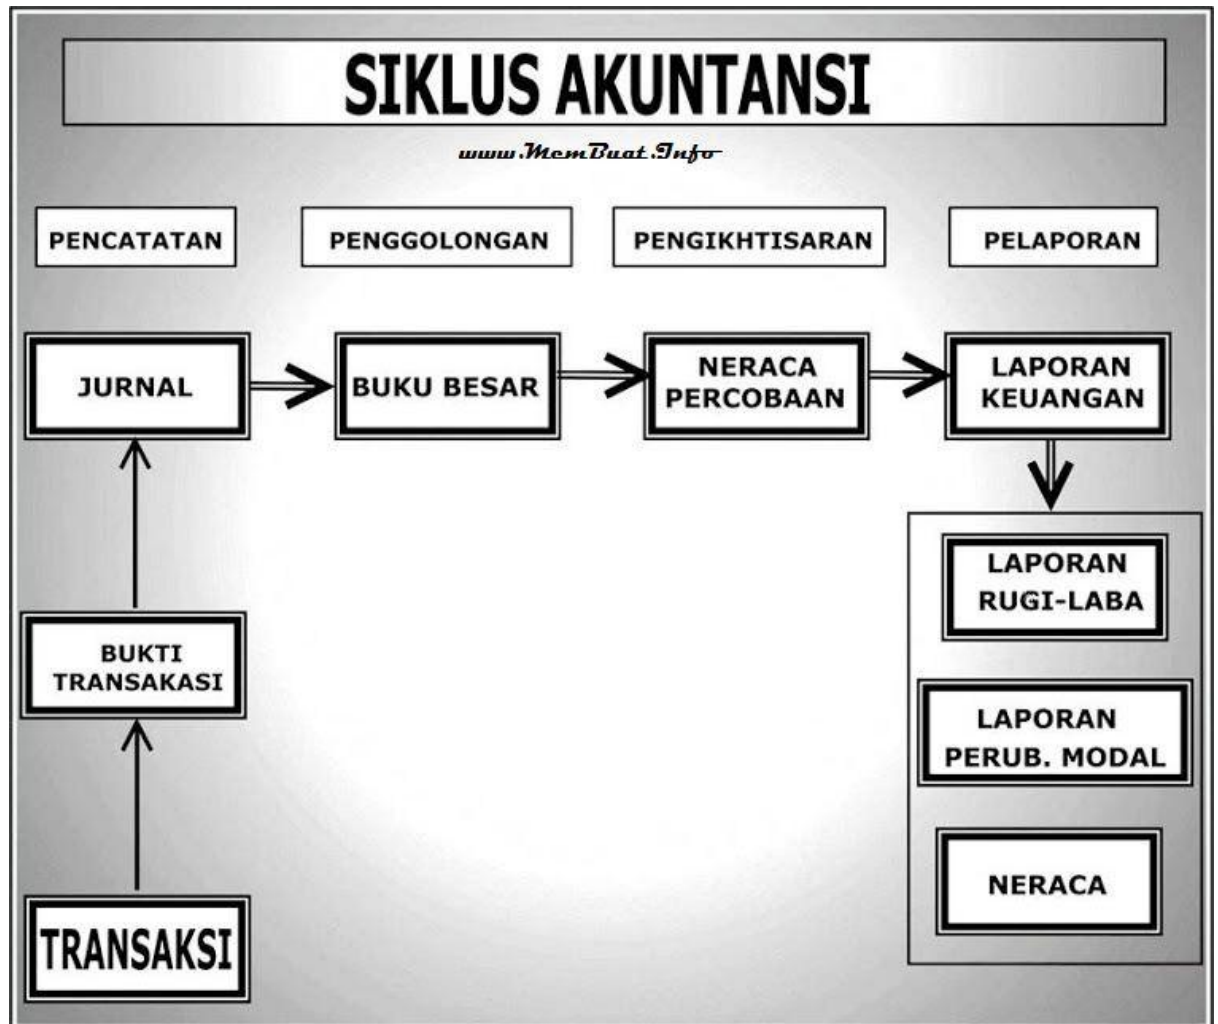 SIKLUS AKUNTANSI
www.MemBuat.Info
PENCATATAN
PENGGOLONGAN
PENGIKHTISARAN
PELAPORAN
JURNAL
BUKU BESAR
NERACA
PERCOBAAN
LAPORAN
KEUANGAN
LAPORAN
RUGI-LABA
BUKTI
TRANSAKASI
LAPORAN
PERUB. MODAL
NERACA
TRANSAKSI